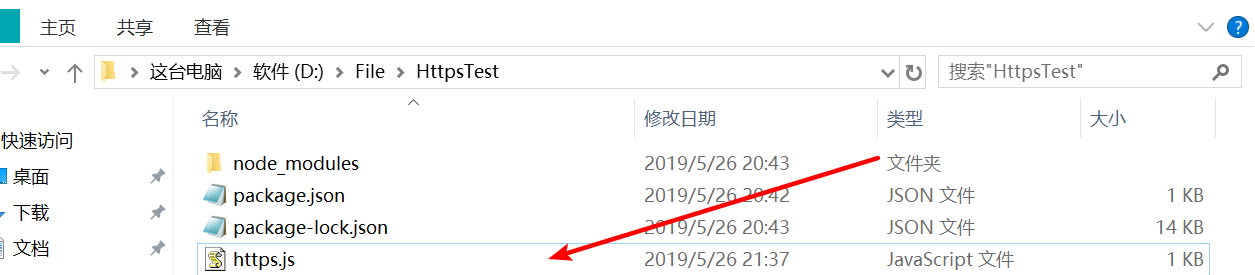 主页 共享 查看
这台电脑 软件 (D:) File HttpsTest 搜索"HttpsTest"
名称 修改日期 类型 大小
快速访问
node_modules 2019/5/26 20:43 文件夹
桌面
package.json 2019/5/26 20:42 JSON 文件 1 KB
下载
package-lock.json 2019/5/26 20:43 JSON 文件 14 KB
文档
https.js 2019/5/26 21:37 JavaScript 文件 1 KB